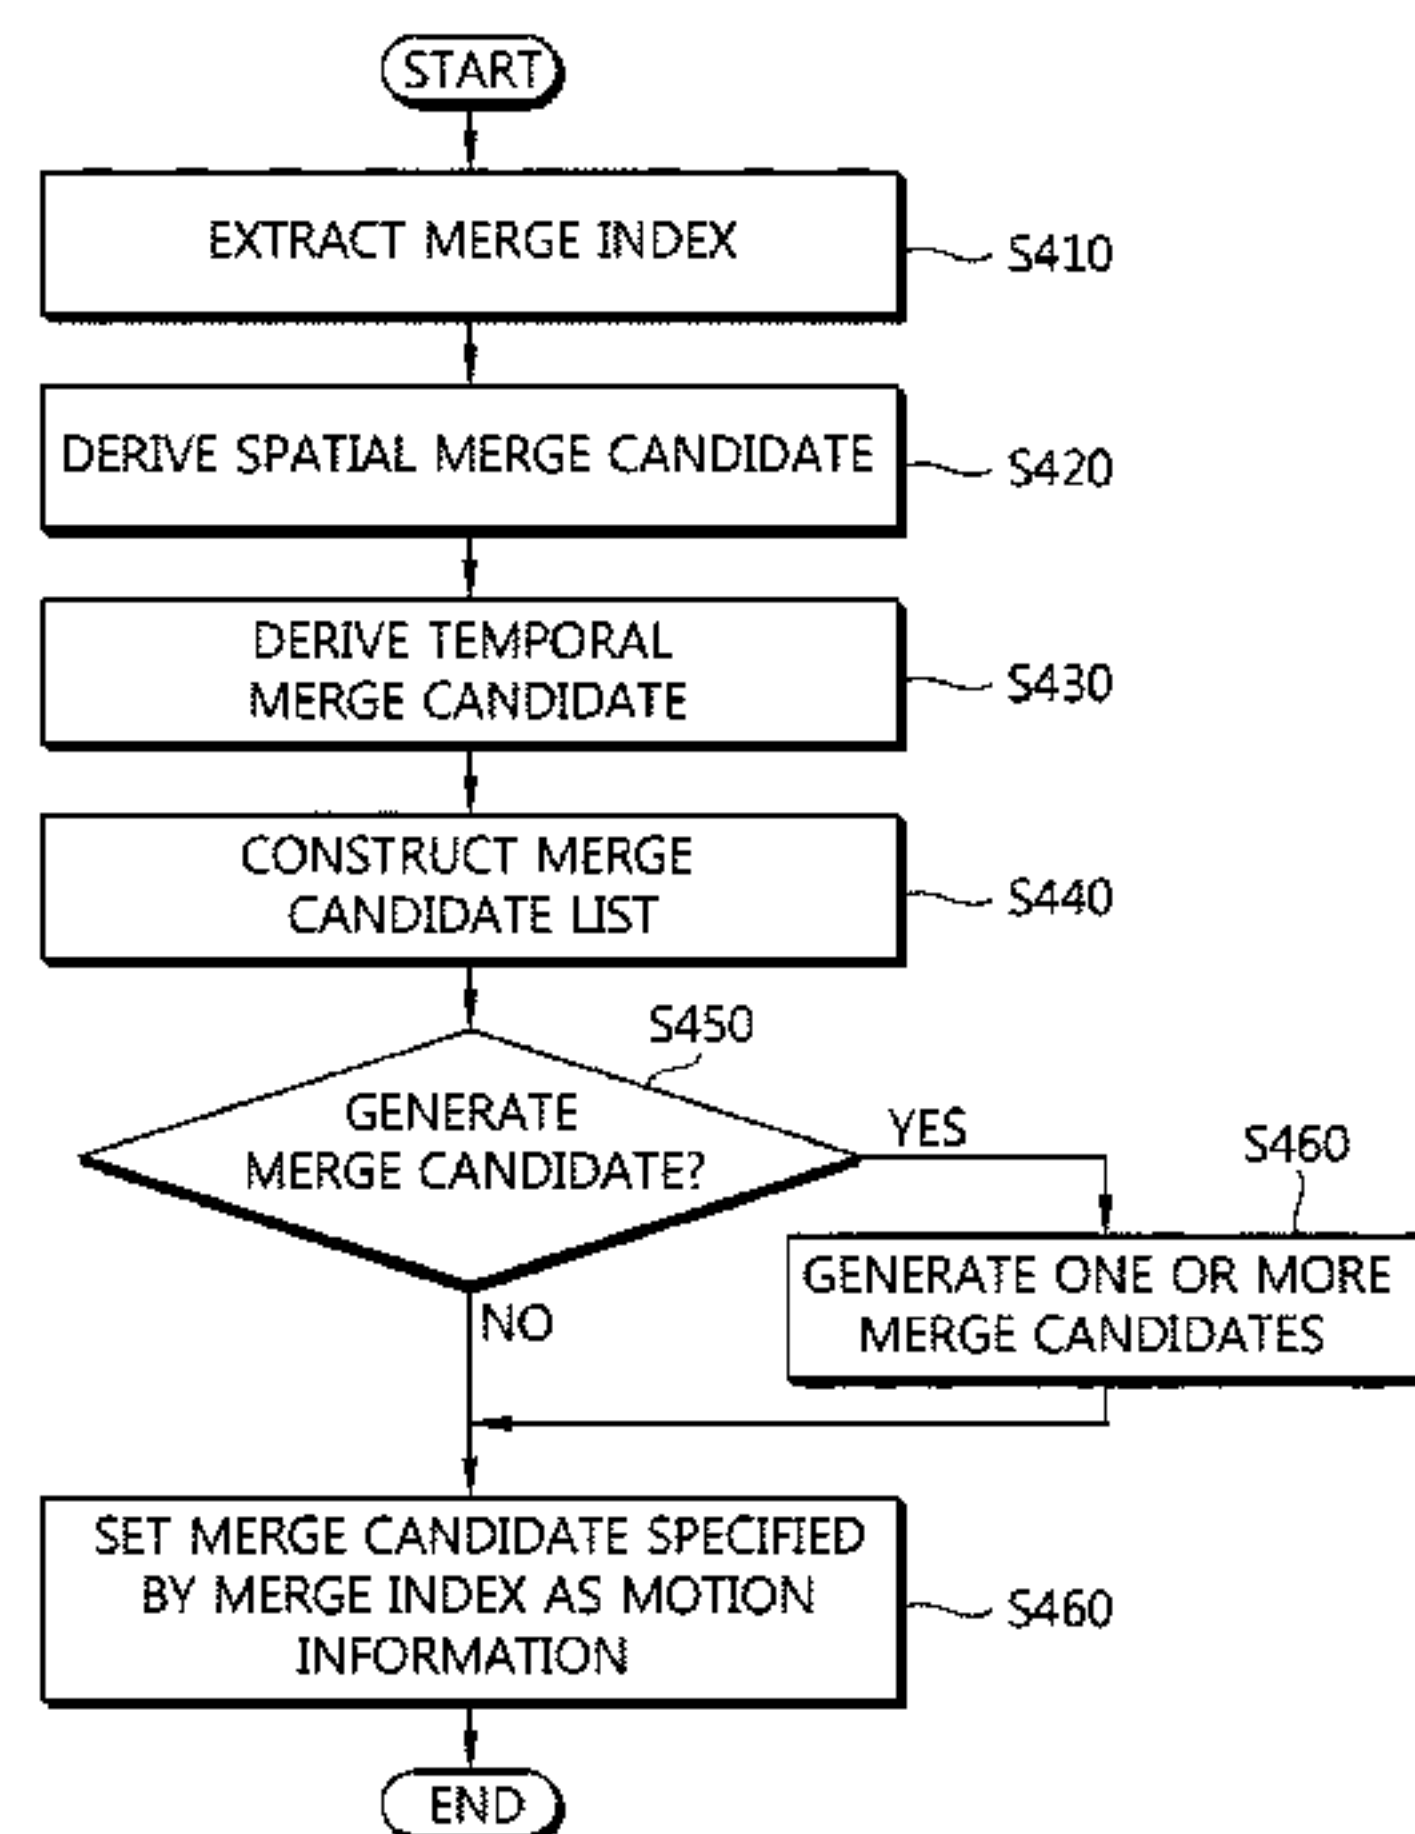 START
EXTRACT MERGE INDEX
S410
DERIVE SPATIAL MERGE CANDIDATE
S420
DERIVE TEMPORAL
MERGE CANDIDATE
S430
CONSTRUCT MERGE
CANDIDATE LIST
S440
S450
GENERATE
MERGE CANDIDATE?
YES
S460
GENERATE ONE OR MORE
MERGE CANDIDATES
NO
SET MERGE CANDIDATE SPECIFIED
BY MERGE INDEX AS MOTION
INFORMATION
S460
END